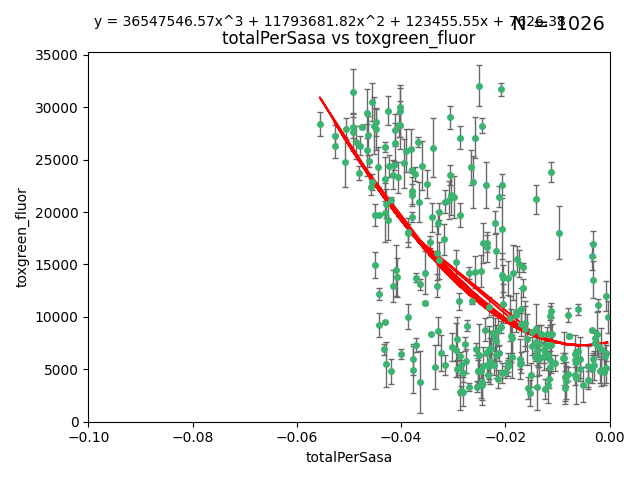 y = 36547546.57x^3 + 11793681.82x^2 + 123455.55x + 7626.38
N = 1026
totalPerSasa vs toxgreen_fluor
35000
30000
25000
20000
15000
10000
5000
0
toxgreen_fluor
−0.10
−0.08
−0.06
−0.04
−0.02
0.00
totalPerSasa